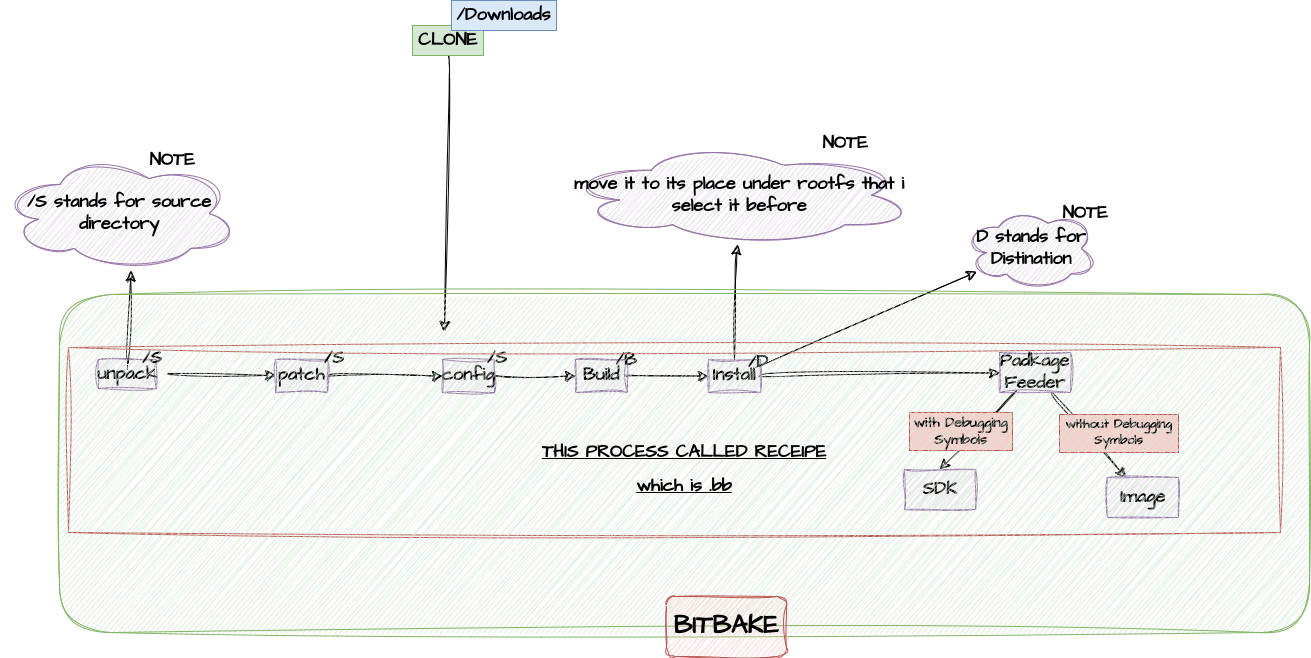 /Downloads
CLONE
NOTE
/S stands for source
directory
NOTE
move it to its place under rootfs that i
select it before
NOTE
D stands for
Distination
/S
unpack
/S
patch
/S
config
/B
Build
/D
Install
Padkage
Feeder
with Debugging
Symbols
without Debugging
Symbols
SDK
Image
THIS PROCESS CALLED RECEIPE
which is .bb
BITBAKE